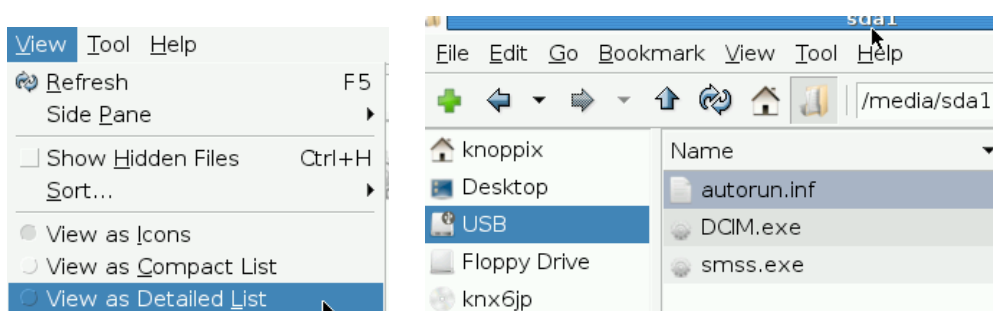 View Tool Help
Refresh F5
Side Pane
Show Hidden Files Ctrl+H
Sort...
View as Icons
View as Compact List
View as Detailed List
sda1
File Edit Go Bookmark View Tool Help
/media/sda1
knoppix
Desktop
USB
Floppy Drive
knx6jp
Name
autorun.inf
DCIM.exe
smss.exe